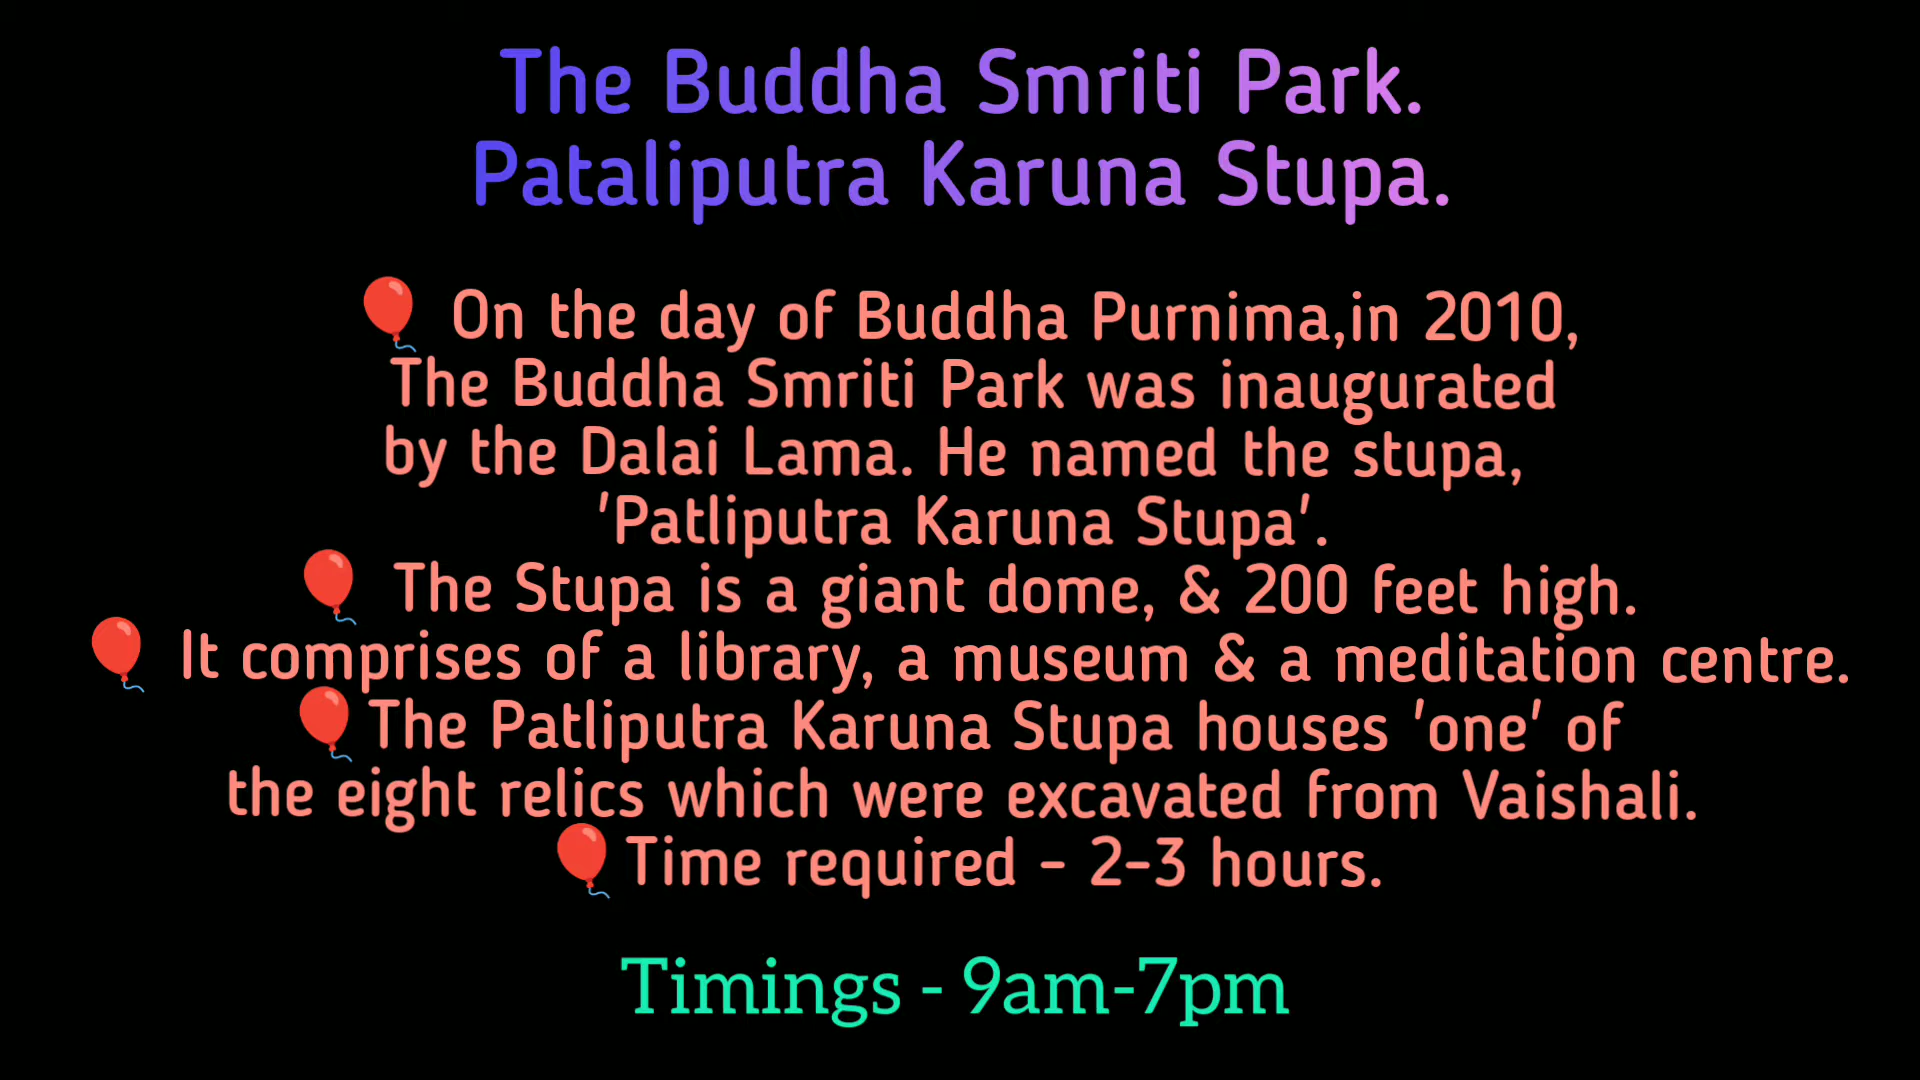 The Buddha Smriti Park.
Pataliputra Karuna Stupa.
🎈 On the day of Buddha Purnima,in 2010,
The Buddha Smriti Park was inaugurated
by the Dalai Lama. He named the stupa,
'Patliputra Karuna Stupa'.
🎈 The Stupa is a giant dome, & 200 feet high.
🎈 It comprises of a library, a museum & a meditation centre.
🎈The Patliputra Karuna Stupa houses 'one' of
the eight relics which were excavated from Vaishali.
🎈Time required - 2-3 hours.
Timings - 9am-7pm